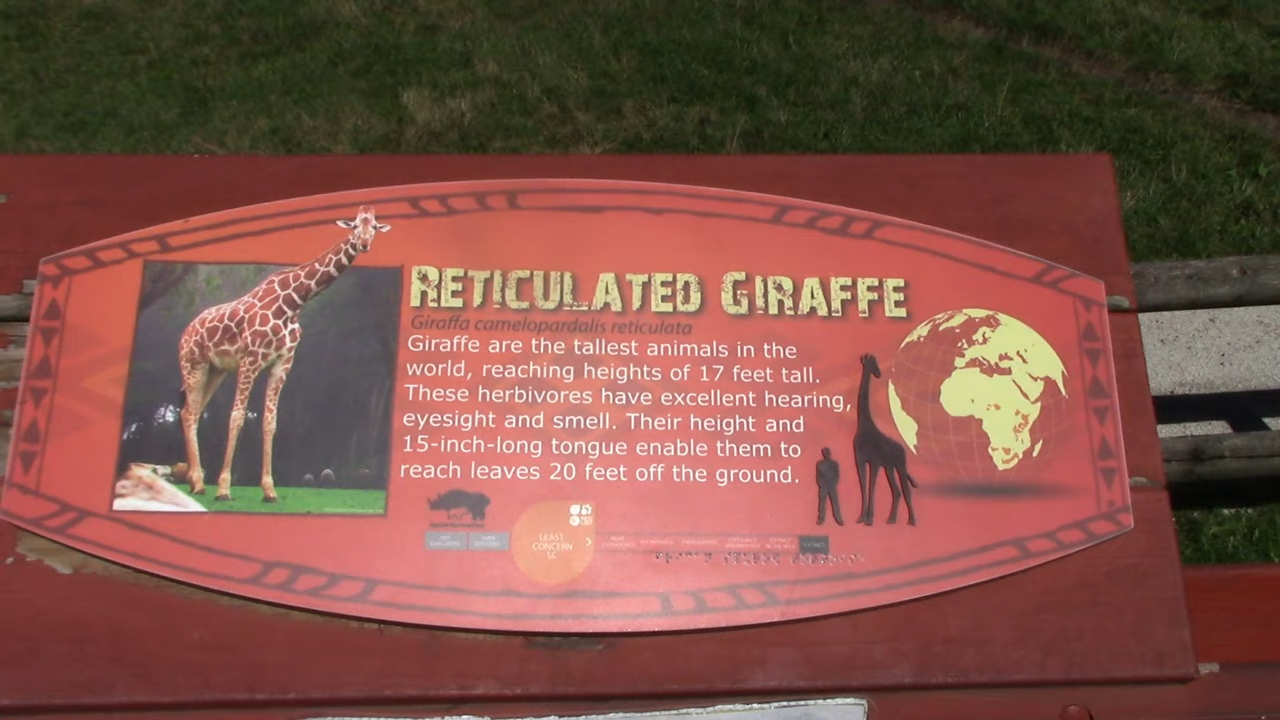 RETICULATED GIRAFFE
Giraffa camelopardalis reticulata
Giraffe are the tallest animals in the
world, reaching heights of 17 feet tall.
These herbivores have excellent hearing,
eyesight and smell. Their height and
15-inch-long tongue enable them to
reach leaves 20 feet off the ground.
LEAST
CONCERN
LC